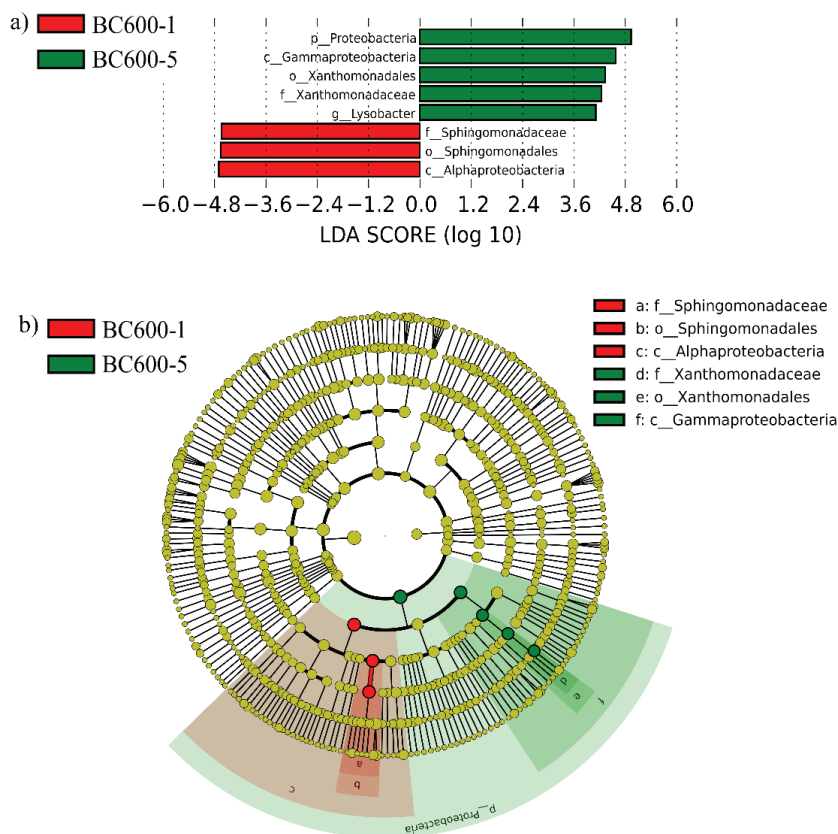 a)
BC600-1
BC600-5
p__Proteobacteria
c__Gammaproteobacteria
o__Xanthomonadales
f__Xanthomonadaceae
g__Lysobacter
f__Sphingomonadaceae
o__Sphingomonadales
c__Alphaproteobacteria
−6.0 −4.8 −3.6 −2.4 −1.2 0.0 1.2 2.4 3.6 4.8 6.0
LDA SCORE (log 10)
b)
BC600-1
BC600-5
a: f__Sphingomonadaceae
b: o__Sphingomonadales
c: c__Alphaproteobacteria
d: f__Xanthomonadaceae
e: o__Xanthomonadales
f: c__Gammaproteobacteria
d
e
f
a
b
c
p__Proteobacteria